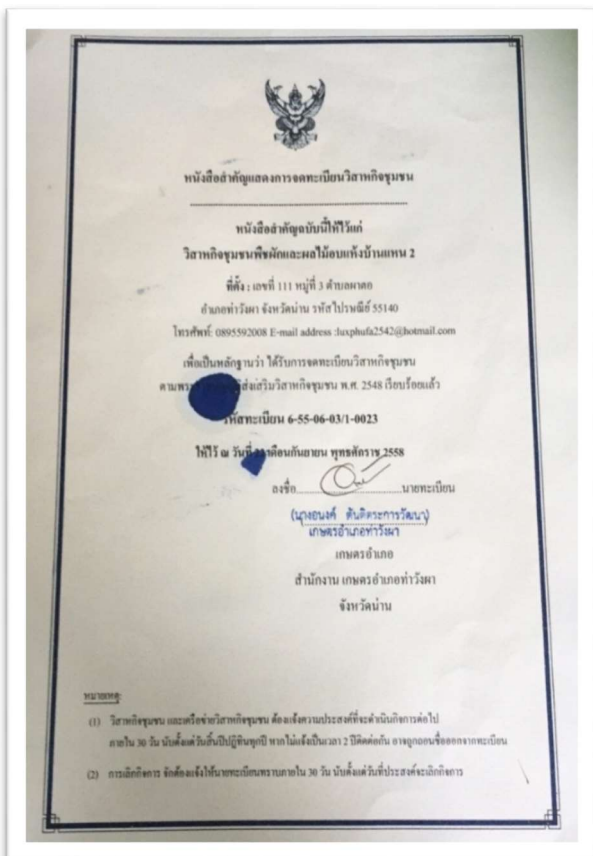 หนังสือสำคัญแสดงการจดทะเบียนวิสาหกิจชุมชน
หนังสือสำคัญฉบับนี้ให้ไว้แก่
วิสาหกิจชุมชนพืชผักและผลไม้อบแห้งบ้านแหน 2
ที่ตั้ง : เลขที่ 111 หมู่ที่ 3 ตำบลผาตอ
อำเภอท่าวังผา จังหวัดน่าน รหัสไปรษณีย์ 55140
โทรศัพท์: 0895592008 E-mail address :luxphufa2542@hotmail.com
เพื่อเป็นหลักฐานว่า ได้รับการจดทะเบียนวิสาหกิจชุมชน
ส่งเสริมวิสาหกิจชุมชน พ.ศ. 2548 เรียบร้อยแล้ว
รหัสทะเบียน 6-55-06-03/1-0023
ให้ไว้ ณ วันที่ เดือนกันยายน พุทธศักราช 2558
ลงชื่อ....................นายทะเบียน
(นางอนงค์ ตันติตระการวัฒนา)
เกษตรอำเภอท่าวังผา
เกษตรอำเภอ
สำนักงาน เกษตรอำเภอท่าวังผา
จังหวัดน่าน
หมายเหตุ:
(1) วิสาหกิจชุมชน และเครือข่ายวิสาหกิจชุมชน ต้องแจ้งความประสงค์ที่จะดำเนินกิจการต่อไป
ภายใน 30 วัน นับตั้งแต่วันสิ้นปีปฏิทินทุกปี หากไม่แจ้งเป็นเวลา 2 ปีติดต่อกัน อาจถูกถอนชื่อออกจากทะเบียน
(2) การเลิกกิจการ จักต้องแจ้งให้นายทะเบียนทราบภายใน 30 วัน นับตั้งแต่วันที่ประสงค์จะเลิกกิจการ